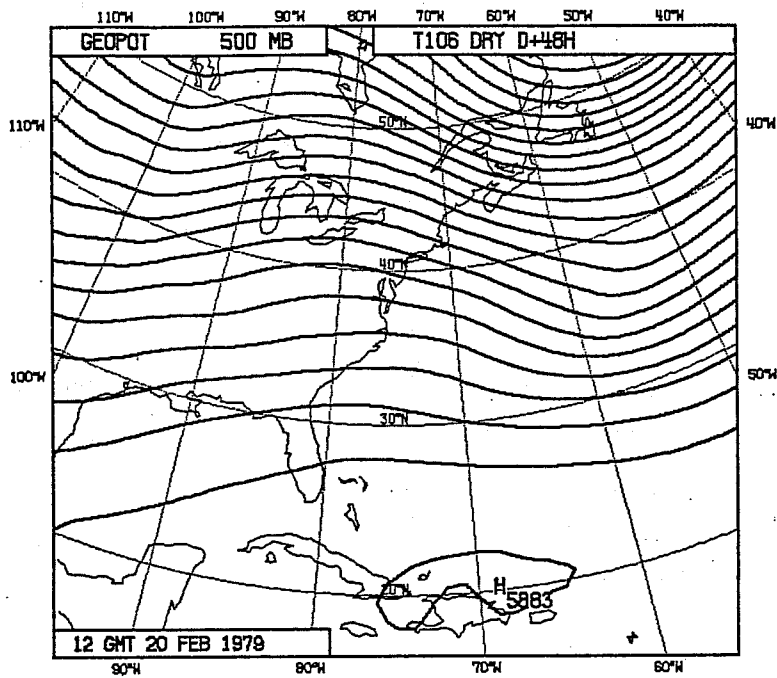 110°W 100°W 90°W 80°W 70°W 60°W 50°W 40°W
GEOPOT 500 MB T106 DRY D+48H
50°N
110°W 40°W
40°N
100°W 50°W
30°N
20°N
H
5883
12 GMT 20 FEB 1979
90°W 80°W 70°W 60°W